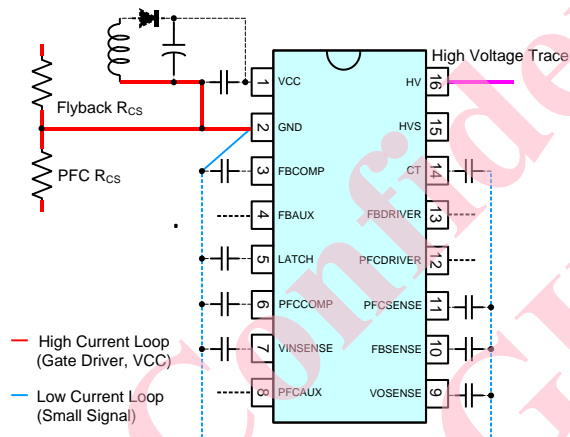 High Voltage Trace
1 VCC HV 16
Flyback RCS
2 GND HVS 15
PFC RCS
3 FBCOMP CT 14
4 FBAUX FBDRIVER 13
5 LATCH PFCDRIVER 12
6 PFCCOMP PFCSENSE 11
High Current Loop
(Gate Driver, VCC)
7 VINSENSE FBSENSE 10
Low Current Loop
(Small Signal)
8 PFCAUX VOSENSE 9
Confide